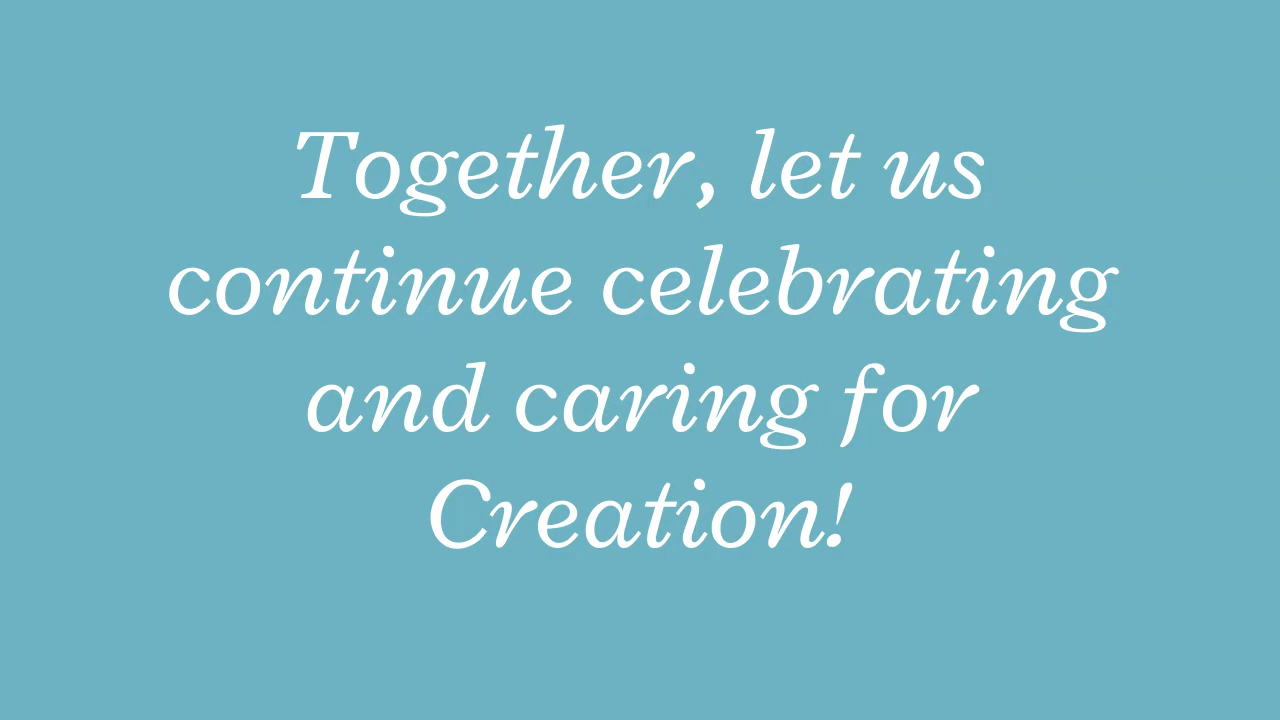 Together, let us
continue celebrating
and caring for
Creation!